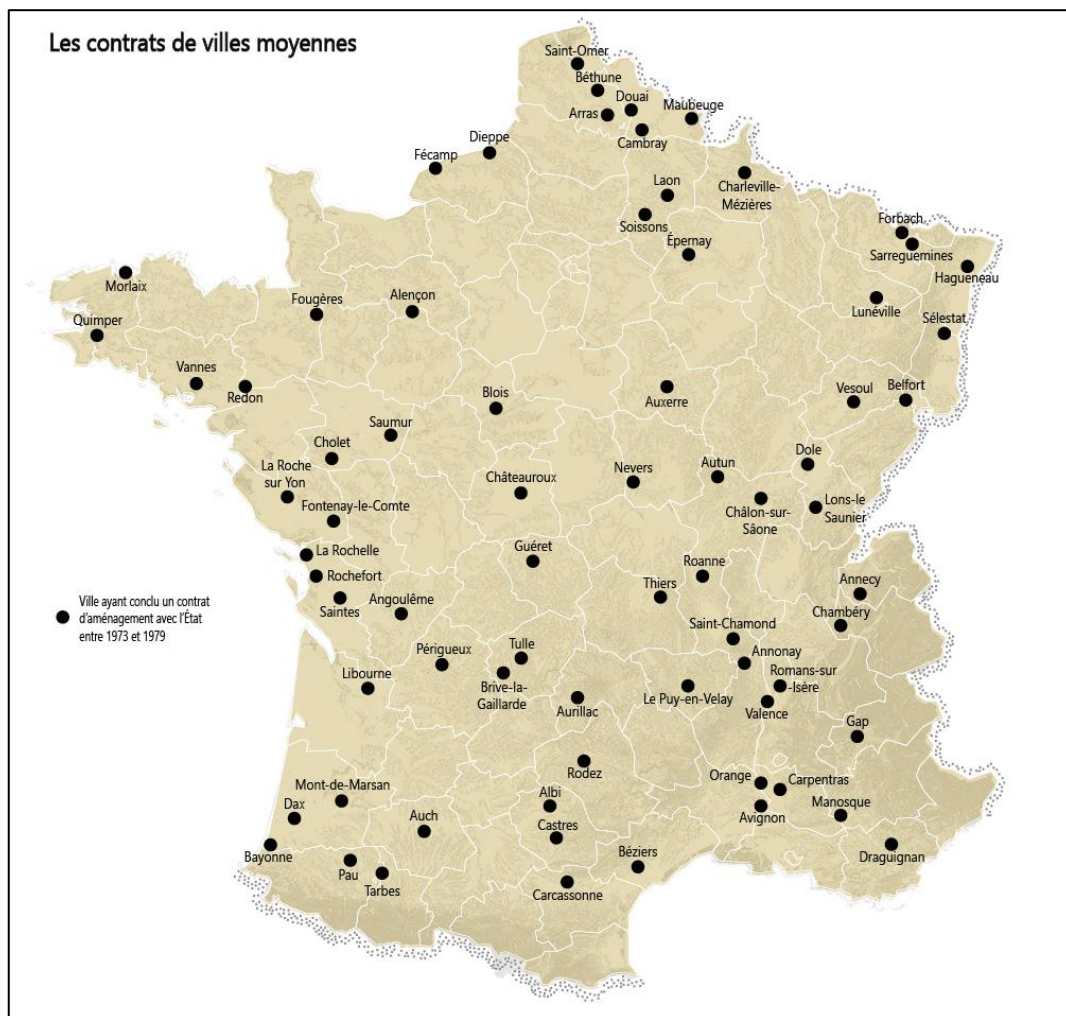 Les contrats de villes moyennes
Saint-Omer
Béthune
Douai
Maubeuge
Arras
Cambray
Dieppe
Fécamp
Laon
Charleville-
Mézières
Soissons
Épernay
Forbach
Sarreguemines
Hagueneau
Morlaix
Fougères
Alençon
Lunéville
Quimper
Sélestat
Vannes
Redon
Blois
Auxerre
Vesoul
Belfort
Saumur
Cholet
La Roche
sur Yon
Châteauroux
Nevers
Autun
Dole
Fontenay-le-Comte
Châlon-sur-
Sâone
Lons-le
Saunier
La Rochelle
Guéret
Roanne
Rochefort
Thiers
Annecy
Saintes
Angoulême
Chambéry
Ville ayant conclu un contrat
d'aménagement avec l'État
entre 1973 et 1979
Saint-Chamond
Périgueux
Tulle
Annonay
Libourne
Brive-la-
Gaillarde
Romans-sur
-Isère
Aurillac
Le Puy-en-Velay
Valence
Gap
Rodez
Orange
Carpentras
Mont-de-Marsan
Albi
Avignon
Manosque
Dax
Auch
Castres
Béziers
Draguignan
Bayonne
Pau
Tarbes
Carcassonne